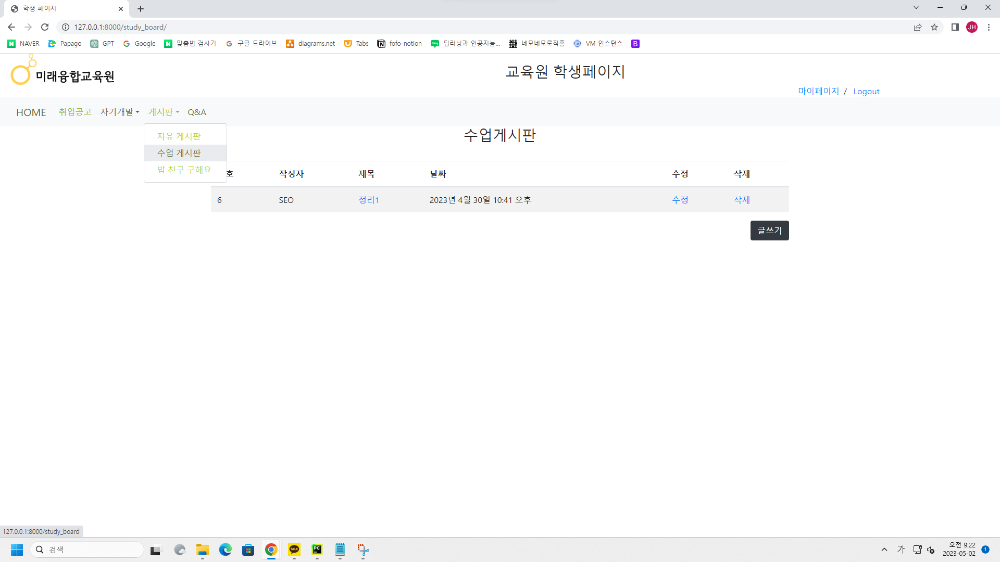 학생 페이지
127.0.0.1:8000/study_board/
JH
NAVER Papago GPT Google 맞춤법 검사기 구글 드라이브 diagrams.net Tabs fofo-notion 딥러닝과 인공지능... 네모네모로직홈 VM 인스턴스 B
미래융합교육원
교육원 학생페이지
마이페이지 / Logout
HOME 취업공고 자기개발 게시판 Q&A
자유 게시판
수업 게시판
밥 친구 구해요
수업게시판
호 작성자 제목 날짜 수정 삭제
6 SEO 정리1 2023년 4월 30일 10:41 오후 수정 삭제
글쓰기
127.0.0.1:8000/study_board
검색
TALK
PC
가
오전 9:22
2023-05-02
1